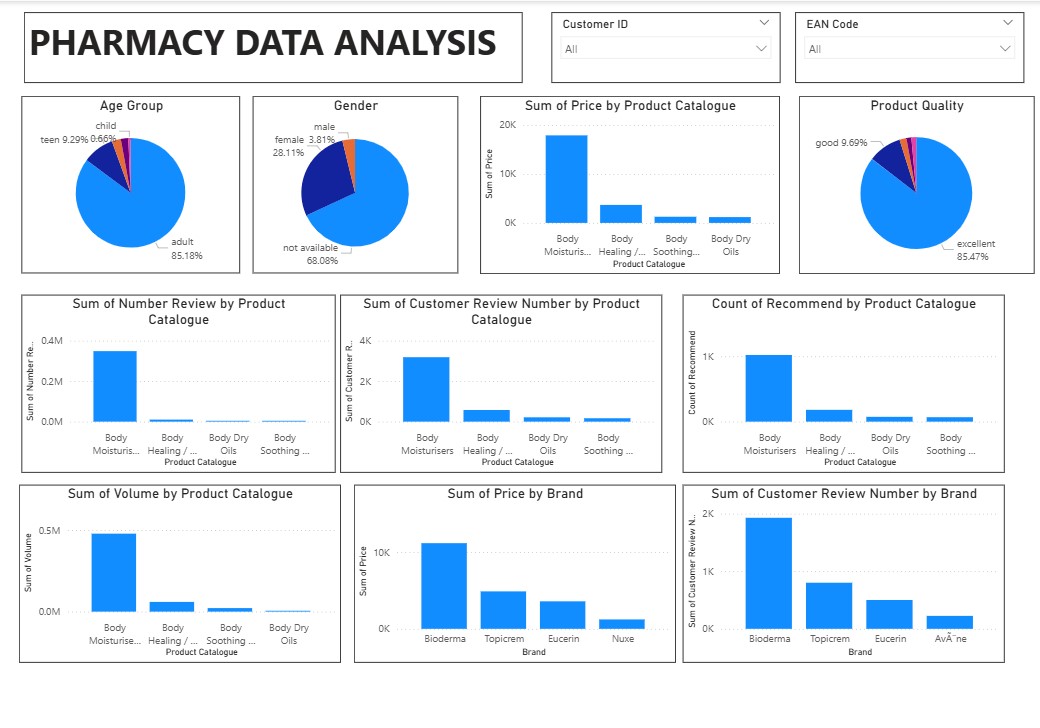 PHARMACY DATA ANALYSIS
Customer ID
All
EAN Code
All
Age Group
child
0.66%
teen 9.29%
adult
85.18%
Gender
male
3.81%
female
28.11%
not available
68.08%
Sum of Price by Product Catalogue
Sum of Price
20K
10K
0K
Body
Moisturis...
Body
Healing /...
Body
Soothing...
Body Dry
Oils
Product Catalogue
Product Quality
good 9.69%
excellent
85.47%
Sum of Number Review by Product
Catalogue
Sum of Number Re...
0.4M
0.2M
0.0M
Body
Moisturis...
Body
Healing / ...
Body Dry
Oils
Body
Soothing ...
Product Catalogue
Sum of Customer Review Number by Product
Catalogue
Sum of Customer R...
4K
2K
0K
Body
Moisturisers
Body
Healing / ...
Body Dry
Oils
Body
Soothing ...
Product Catalogue
Count of Recommend by Product Catalogue
Count of Recommend
1K
0K
Body
Moisturisers
Body
Healing / ...
Body Dry
Oils
Body
Soothing ...
Product Catalogue
Sum of Volume by Product Catalogue
Sum of Volume
0.5M
0.0M
Body
Moisturise...
Body
Healing / ...
Body
Soothing ...
Body Dry
Oils
Product Catalogue
Sum of Price by Brand
Sum of Price
10K
0K
Bioderma
Topicrem
Eucerin
Nuxe
Brand
Sum of Customer Review Number by Brand
Sum of Customer Review N...
2K
1K
0K
Bioderma
Topicrem
Eucerin
AvÃ¨ne
Brand